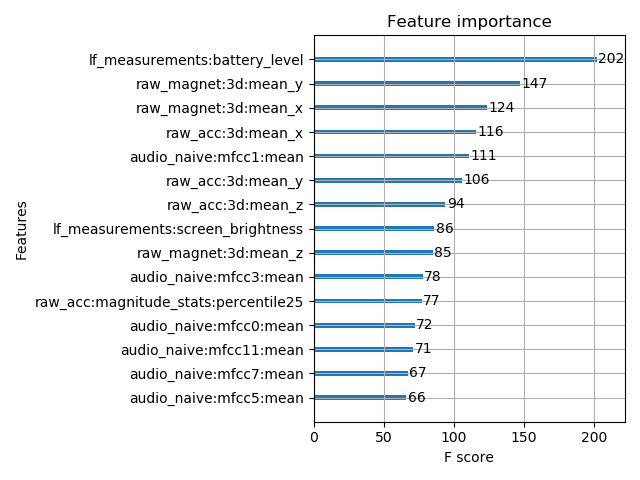 Feature importance
lf_measurements:battery_level 202
raw_magnet:3d:mean_y 147
raw_magnet:3d:mean_x 124
raw_acc:3d:mean_x 116
audio_naive:mfcc1:mean 111
raw_acc:3d:mean_y 106
raw_acc:3d:mean_z 94
lf_measurements:screen_brightness 86
raw_magnet:3d:mean_z 85
audio_naive:mfcc3:mean 78
raw_acc:magnitude_stats:percentile25 77
audio_naive:mfcc0:mean 72
audio_naive:mfcc11:mean 71
audio_naive:mfcc7:mean 67
audio_naive:mfcc5:mean 66
Features
0 50 100 150 200
F score